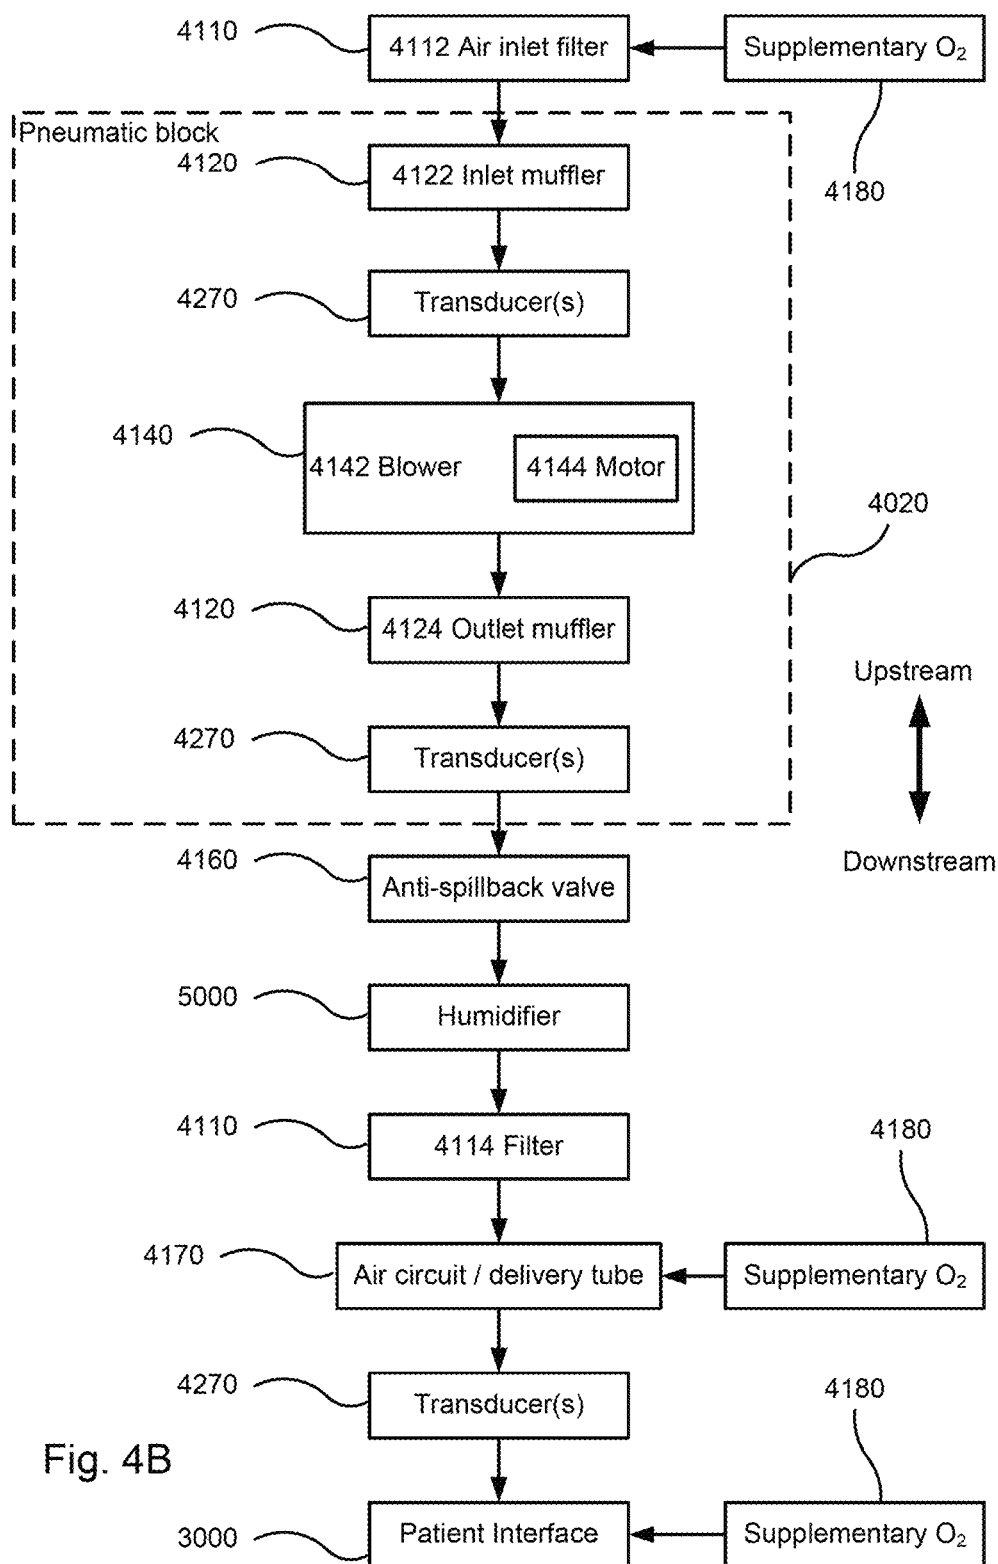 4110
4112 Air inlet filter
Supplementary O₂
4180
Pneumatic block
4120
4122 Inlet muffler
4270
Transducer(s)
4140
4142 Blower
4144 Motor
4020
4120
4124 Outlet muffler
Upstream
4270
Transducer(s)
Downstream
4160
Anti-spillback valve
5000
Humidifier
4110
4114 Filter
4180
4170
Air circuit / delivery tube
Supplementary O₂
4270
Transducer(s)
4180
Fig. 4B
3000
Patient Interface
Supplementary O₂